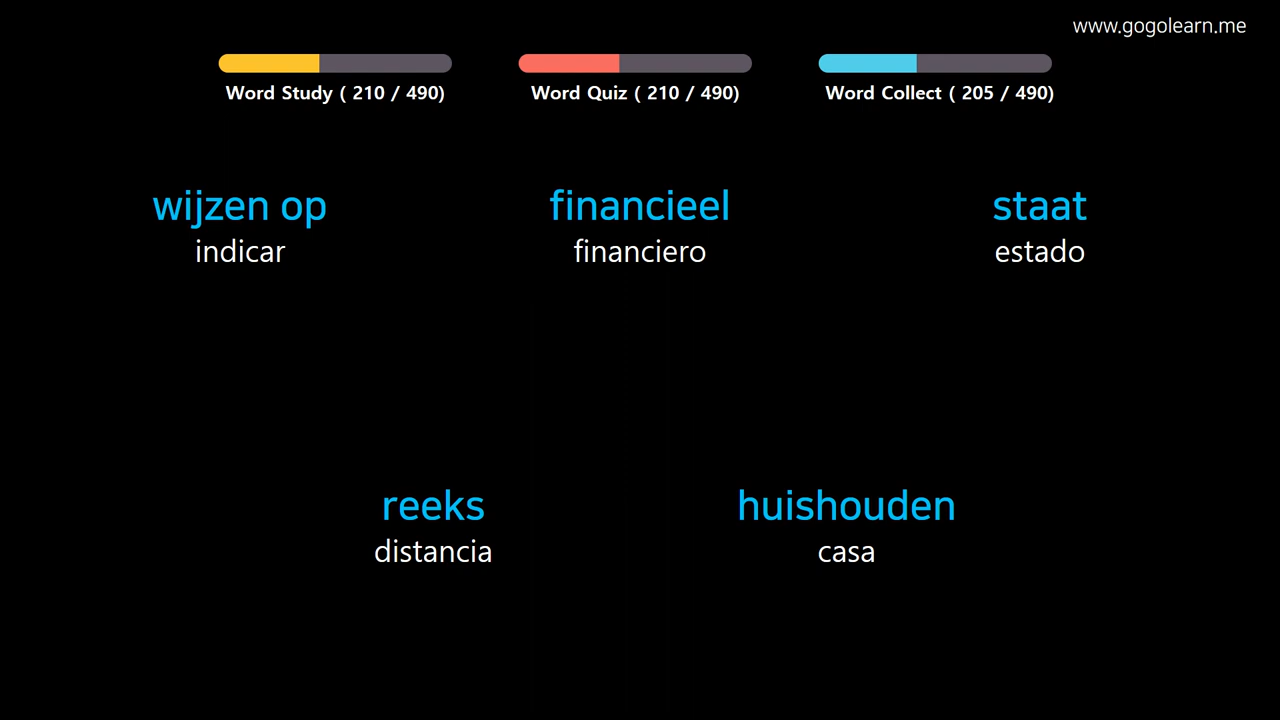 www.gogolearn.me
Word Study ( 210 / 490)
Word Quiz ( 210 / 490)
Word Collect ( 205 / 490)
wijzen op
indicar
financieel
financiero
staat
estado
reeks
distancia
huishouden
casa